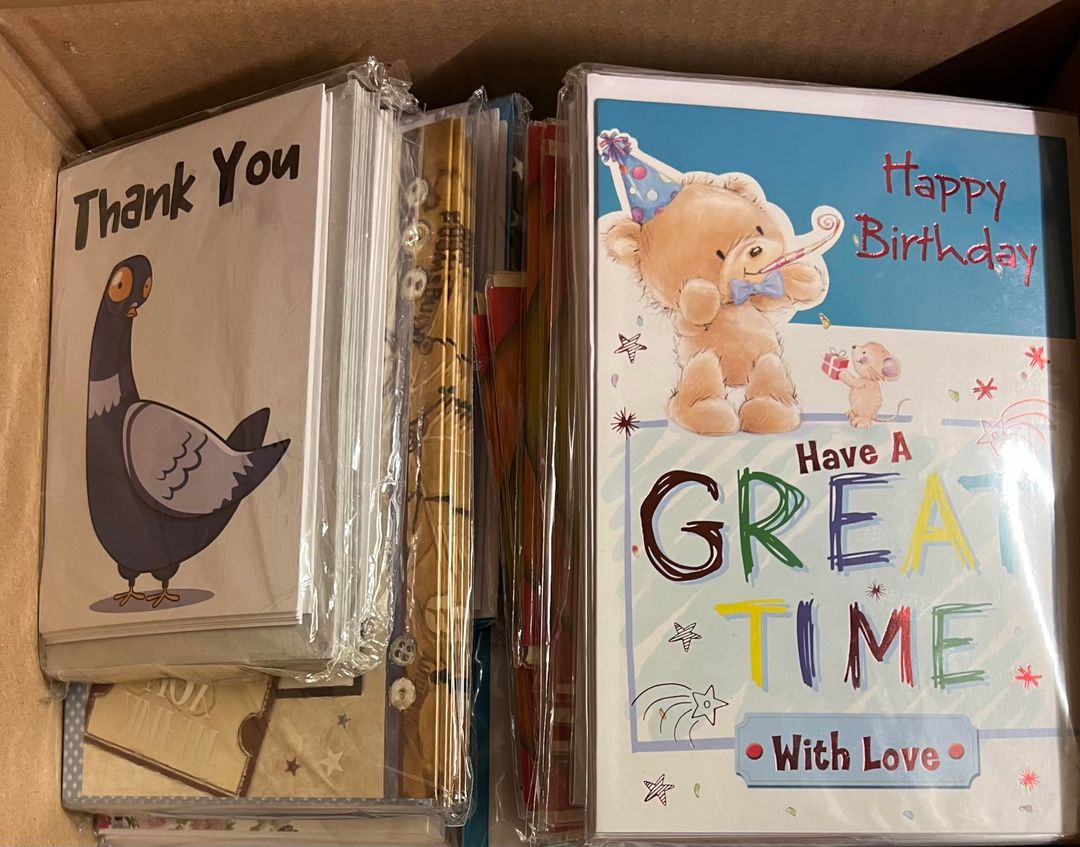 Thank You
Happy
Birthday
Have A
GREAT
TIME
With Love